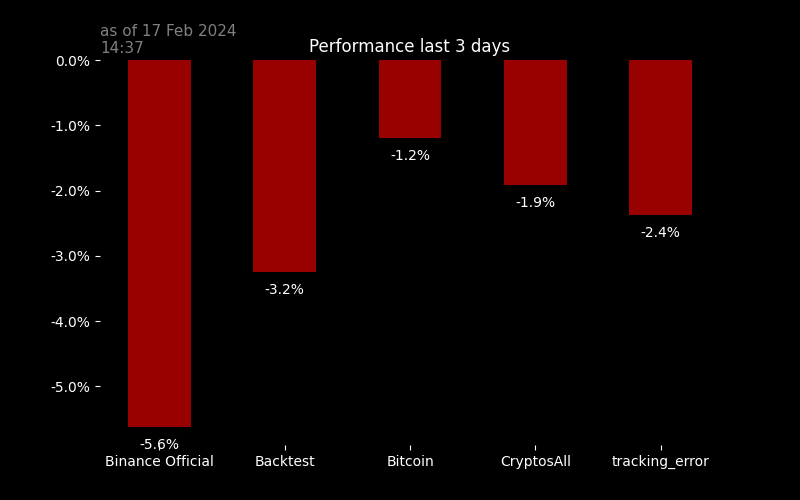 as of 17 Feb 2024
14:37
Performance last 3 days
0.0%
-1.0%
-2.0%
-3.0%
-4.0%
-5.0%
-5.6%
-3.2%
-1.2%
-1.9%
-2.4%
Binance Official
Backtest
Bitcoin
CryptosAll
tracking_error